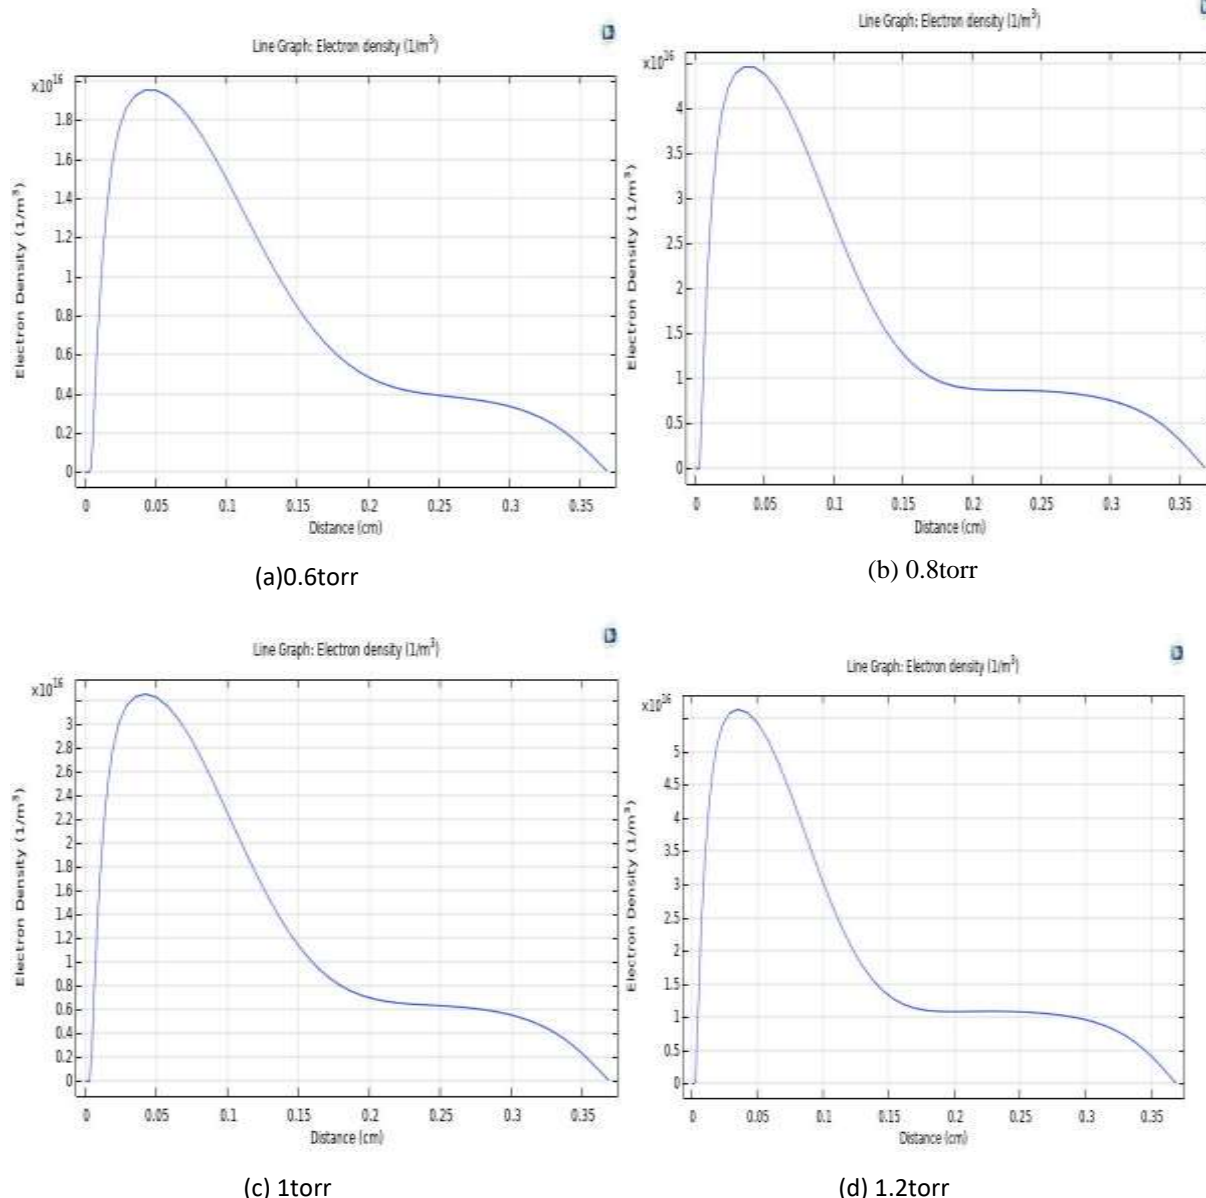 Line Graph: Electron density (1/m³)
×10¹⁶
1.8
1.6
1.4
1.2
1
0.8
0.6
0.4
0.2
0
Electron Density (1/m³)
0 0.05 0.1 0.15 0.2 0.25 0.3 0.35
Distance (cm)
(a)0.6torr
Line Graph: Electron density (1/m³)
×10¹⁶
4
3.5
3
2.5
2
1.5
1
0.5
0
Electron Density (1/m³)
0 0.05 0.1 0.15 0.2 0.25 0.3 0.35
Distance (cm)
(b) 0.8torr
Line Graph: Electron density (1/m³)
×10¹⁶
3
2.8
2.6
2.4
2.2
2
1.8
1.6
1.4
1.2
1
0.8
0.6
0.4
0.2
0
Electron Density (1/m³)
0 0.05 0.1 0.15 0.2 0.25 0.3 0.35
Distance (cm)
(c) 1torr
Line Graph: Electron density (1/m³)
×10¹⁶
5
4.5
4
3.5
3
2.5
2
1.5
1
0.5
0
Electron Density (1/m³)
0 0.05 0.1 0.15 0.2 0.25 0.3 0.35
Distance (cm)
(d) 1.2torr